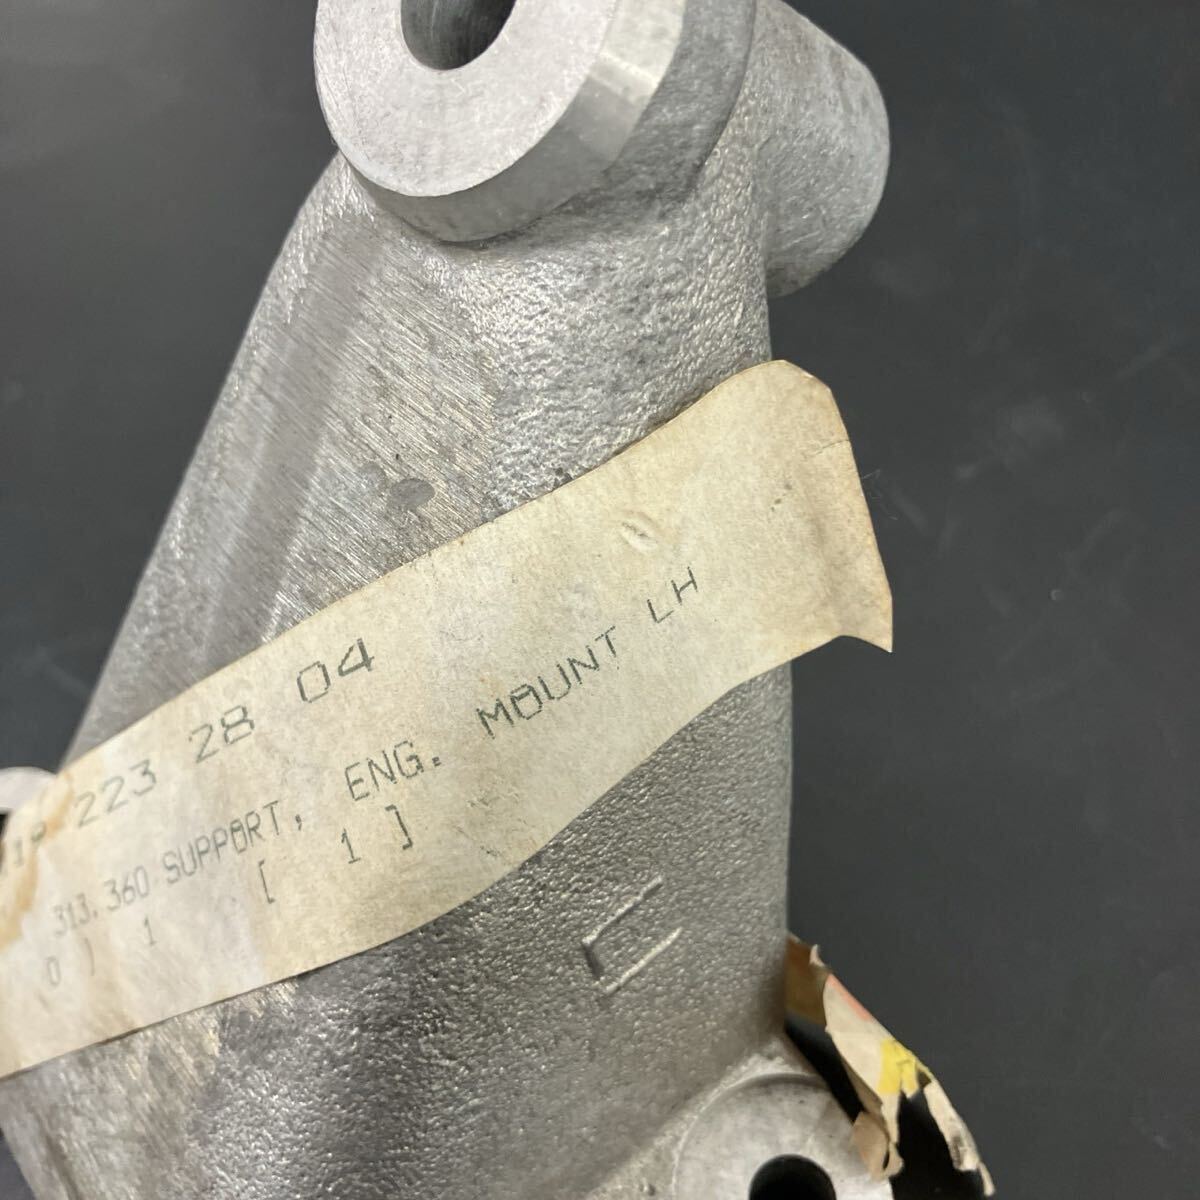 223 28 04
313.360 SUPPORT, ENG. MOUNT LH
0 ) 1 [ 1 ]